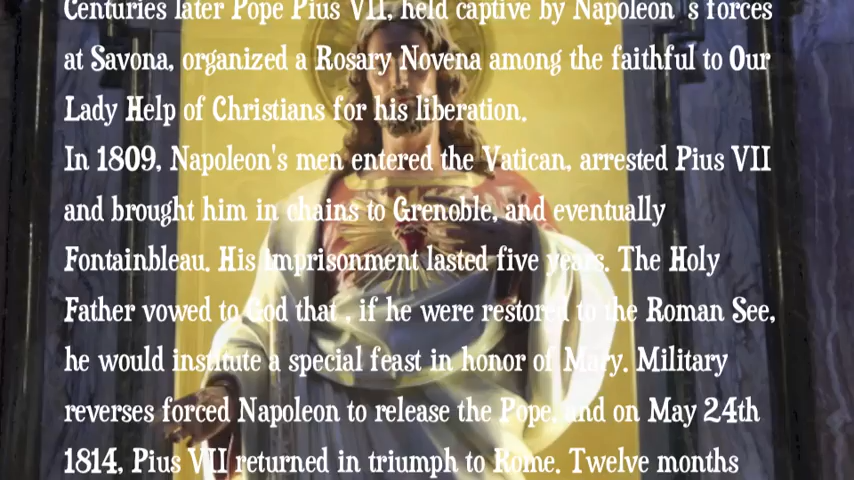 Centuries later Pope Pius VII, held captive by Napoleon's forces
at Savona, organized a Rosary Novena among the faithful to Our
Lady Help of Christians for his liberation.
In 1809, Napoleon's men entered the Vatican, arrested Pius VII
and brought him in chains to Grenoble, and eventually
Fontainbleau. His imprisonment lasted five years. The Holy
Father vowed to God that , if he were restored to the Roman See,
he would institute a special feast in honor of Mary. Military
reverses forced Napoleon to release the Pope, and on May 24th
1814, Pius VII returned in triumph to Rome. Twelve months